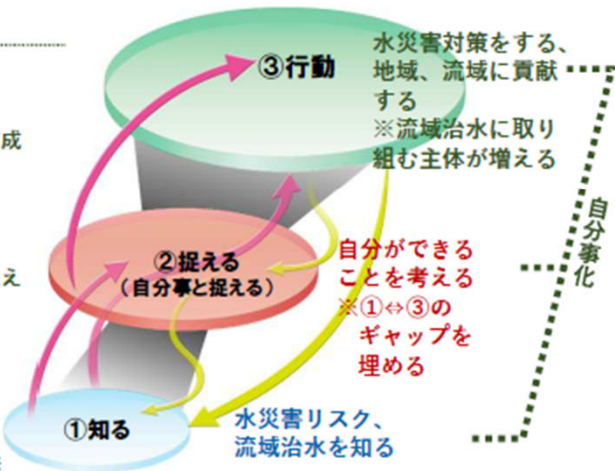 ③行動
水災害対策をする、
地域、流域に貢献
する
※流域治水に取り
組む主体が増える
成
②捉える
(自分事と捉える)
え
自分ができる
ことを考える
※①⇔③の
ギャップを
埋める
自分事化
①知る
水災害リスク、
流域治水を知る